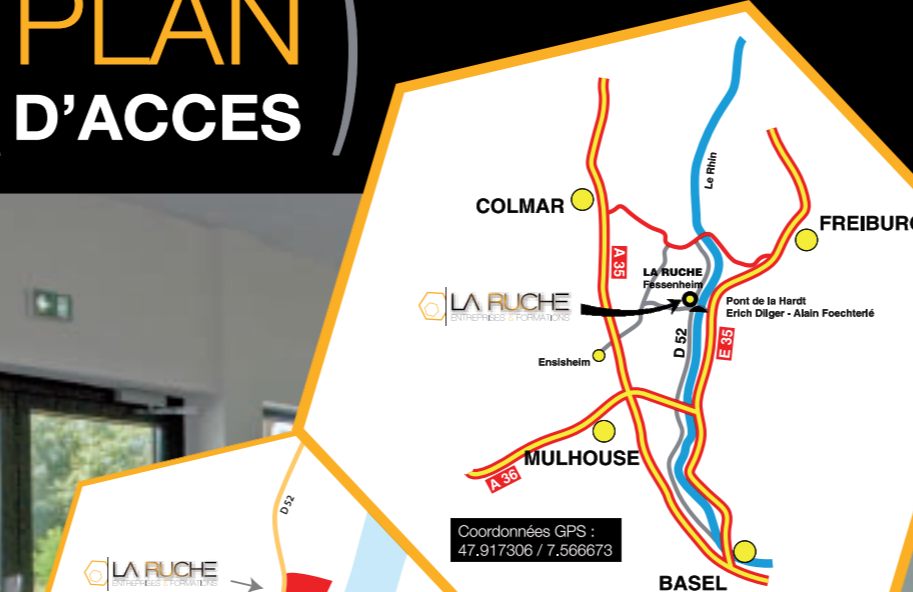 PLAN
D'ACCES
Le Rhin
COLMAR
FREIBURG
A 35
LA RUCHE
Fessenheim
LA RUCHE
ENTREPRISES & FORMATIONS
Pont de la Hardt
Erich Dilger - Alain Foechterlé
D 52
E 35
Ensisheim
MULHOUSE
A 36
D 52
Coordonnées GPS :
47.917306 / 7.566673
LA RUCHE
ENTREPRISES & FORMATIONS
BASEL